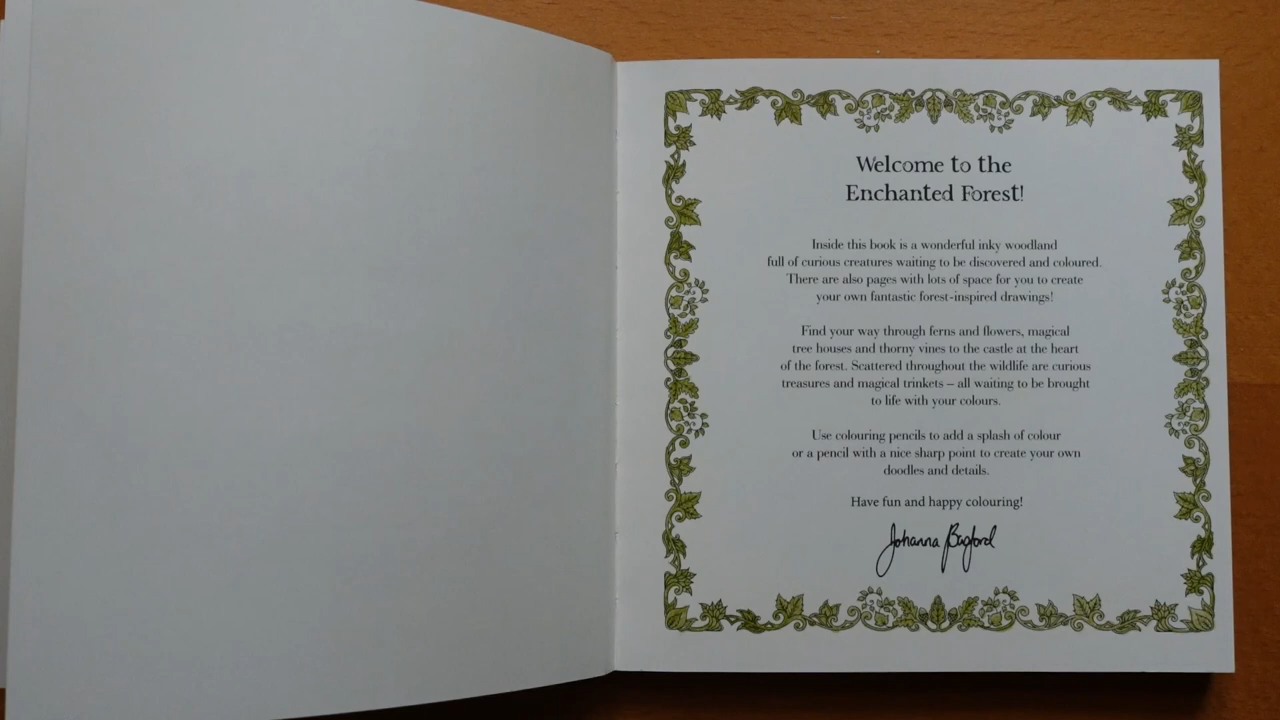 Welcome to the
Enchanted Forest!
Inside this book is a wonderful inky woodland
full of curious creatures waiting to be discovered and coloured.
There are also pages with lots of space for you to create
your own fantastic forest-inspired drawings!
Find your way through ferns and flowers, magical
tree houses and thorny vines to the castle at the heart
of the forest. Scattered throughout the wildlife are curious
treasures and magical trinkets – all waiting to be brought
to life with your colours.
Use colouring pencils to add a splash of colour
or a pencil with a nice sharp point to create your own
doodles and details.
Have fun and happy colouring!
Johanna Basford